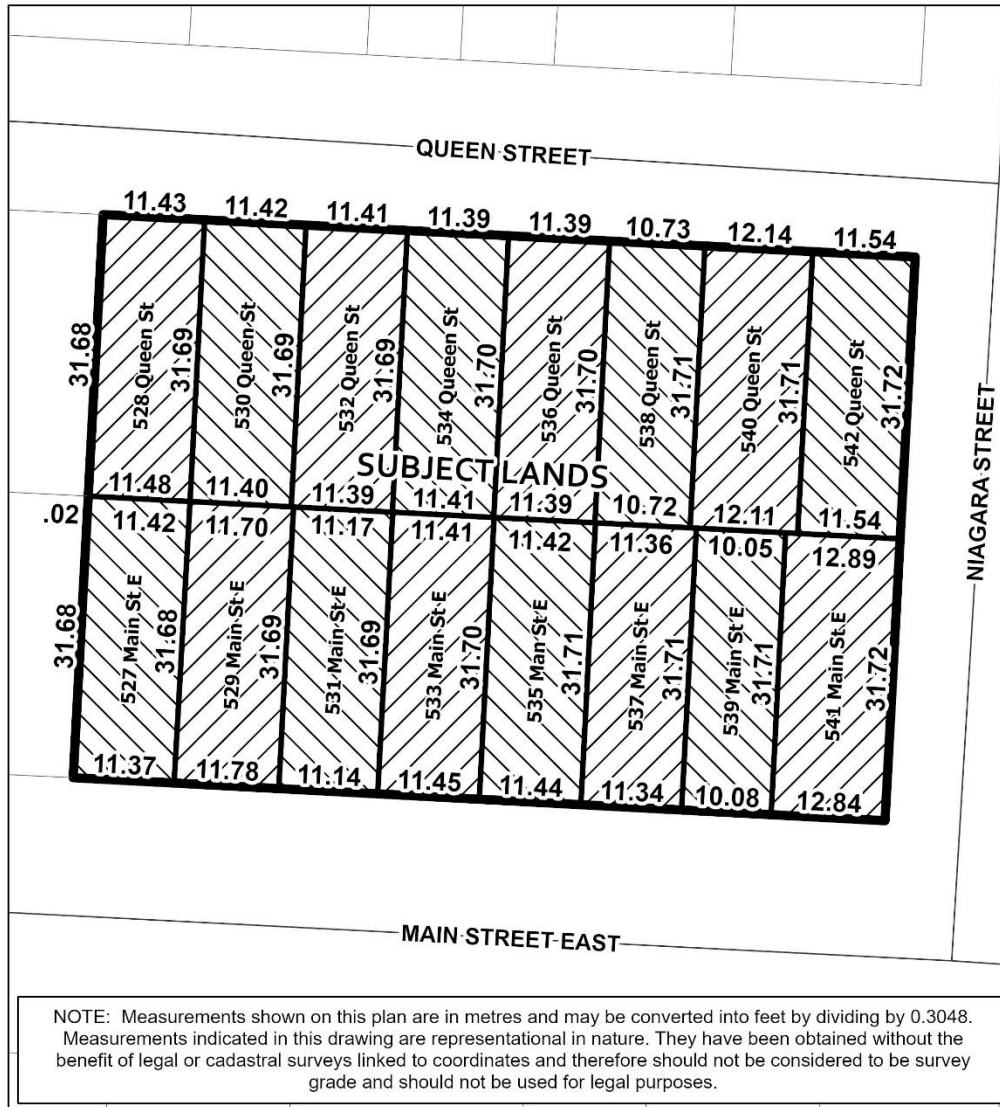 QUEEN STREET
11.43 11.42 11.41 11.39 11.39 10.73 12.14 11.54
31.68 528 Queen St 31.69 530 Queen St 31.69 532 Queen St 31.69 534 Queeen St 31.70 536 Queen St 31.70 538 Queen St 31.71 540 Queen St 31.71 542 Queen St 31.72
NIAGARA STREET
SUBJECT LANDS
11.48 11.40 11.39 11.41 11.39 10.72 12.11 11.54
.02
11.42 11.70 11.17 11.41 11.42 11.36 10.05 12.89
31.68 527 Main St E 31.68 529 Main St E 31.69 531 Main St E 31.69 533 Main St E 31.70 535 Man St E 31.71 537 Main St E 31.71 539 Main St E 31.71 541 Main St E 31.72
11.37 11.78 11.14 11.45 11.44 11.34 10.08 12.84
MAIN STREET EAST
NOTE: Measurements shown on this plan are in metres and may be converted into feet by dividing by 0.3048.
Measurements indicated in this drawing are representational in nature. They have been obtained without the
benefit of legal or cadastral surveys linked to coordinates and therefore should not be considered to be survey
grade and should not be used for legal purposes.